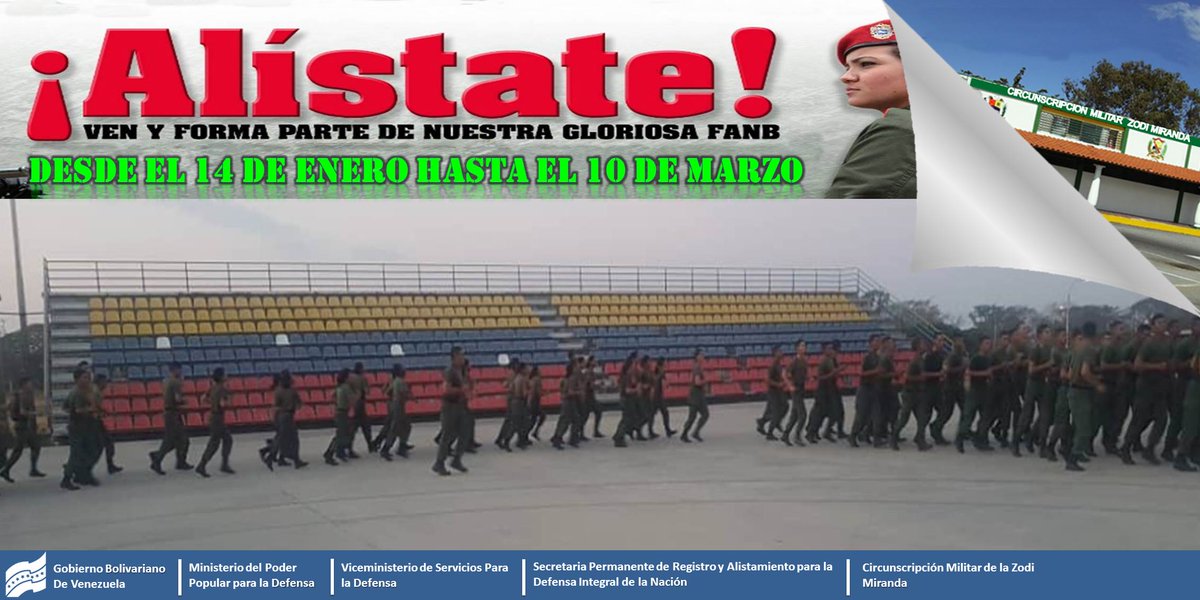 ¡Alístate!
VEN Y FORMA PARTE DE NUESTRA GLORIOSA FANB
DESDE EL 14 DE ENERO HASTA EL 10 DE MARZO
CIRCUNSCRIPCION MILITAR ZODI MIRANDA
Gobierno Bolivariano
De Venezuela
Ministerio del Poder
Popular para la Defensa
Viceministerio de Servicios Para
la Defensa
Secretaria Permanente de Registro y Alistamiento para la
Defensa Integral de la Nación
Circunscripción Militar de la Zodi
Miranda